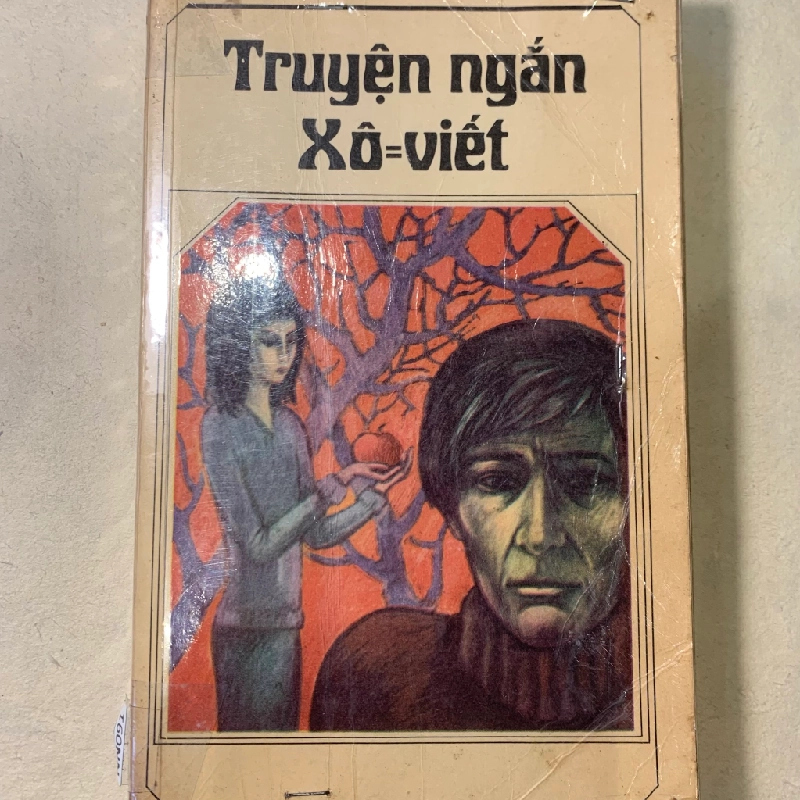 Truyện ngắn
Xô=viết